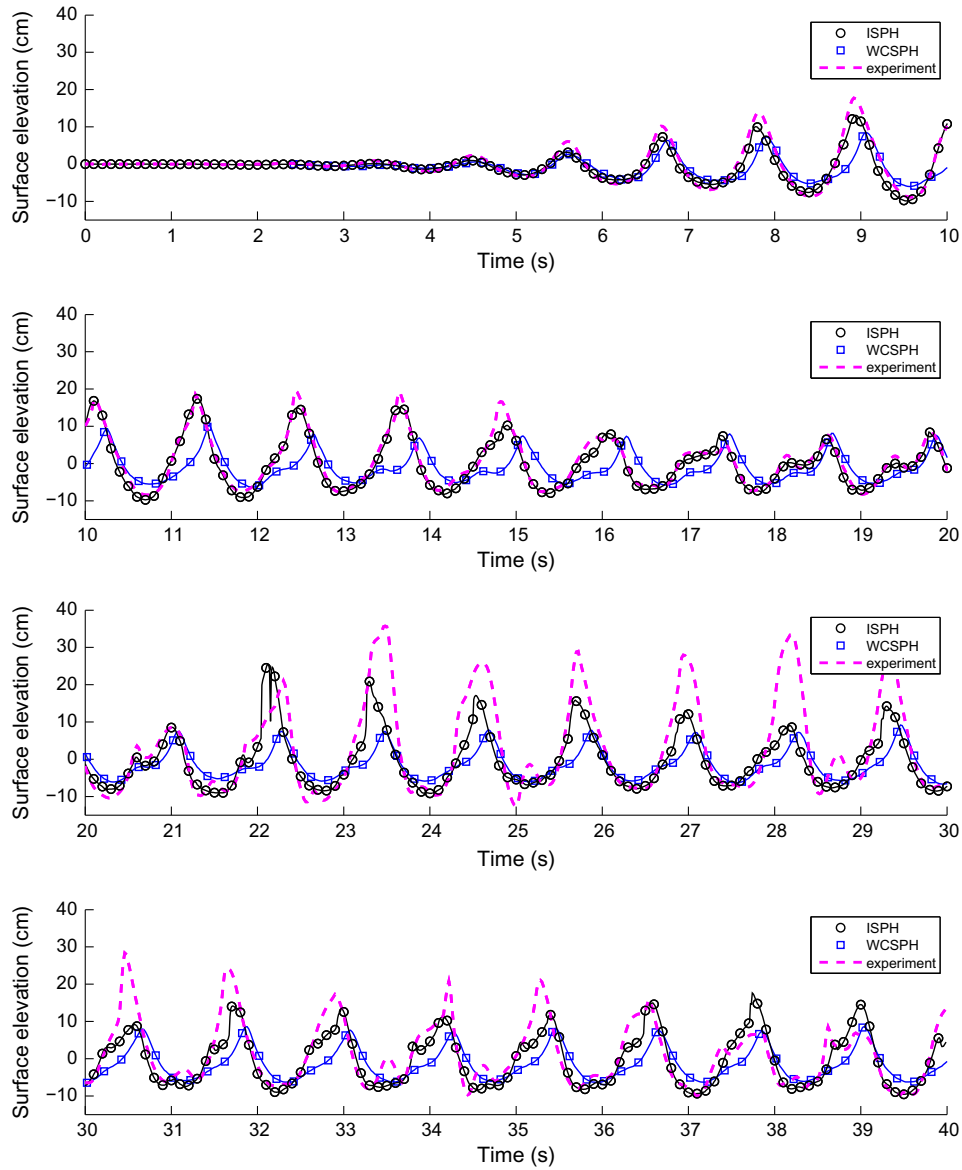 40
30
20
10
0
−10
Surface elevation (cm)
ISPH
WCSPH
experiment
0 1 2 3 4 5 6 7 8 9 10
Time (s)
40
30
20
10
0
−10
Surface elevation (cm)
ISPH
WCSPH
experiment
10 11 12 13 14 15 16 17 18 19 20
Time (s)
40
30
20
10
0
−10
Surface elevation (cm)
ISPH
WCSPH
experiment
20 21 22 23 24 25 26 27 28 29 30
Time (s)
40
30
20
10
0
−10
Surface elevation (cm)
ISPH
WCSPH
experiment
30 31 32 33 34 35 36 37 38 39 40
Time (s)